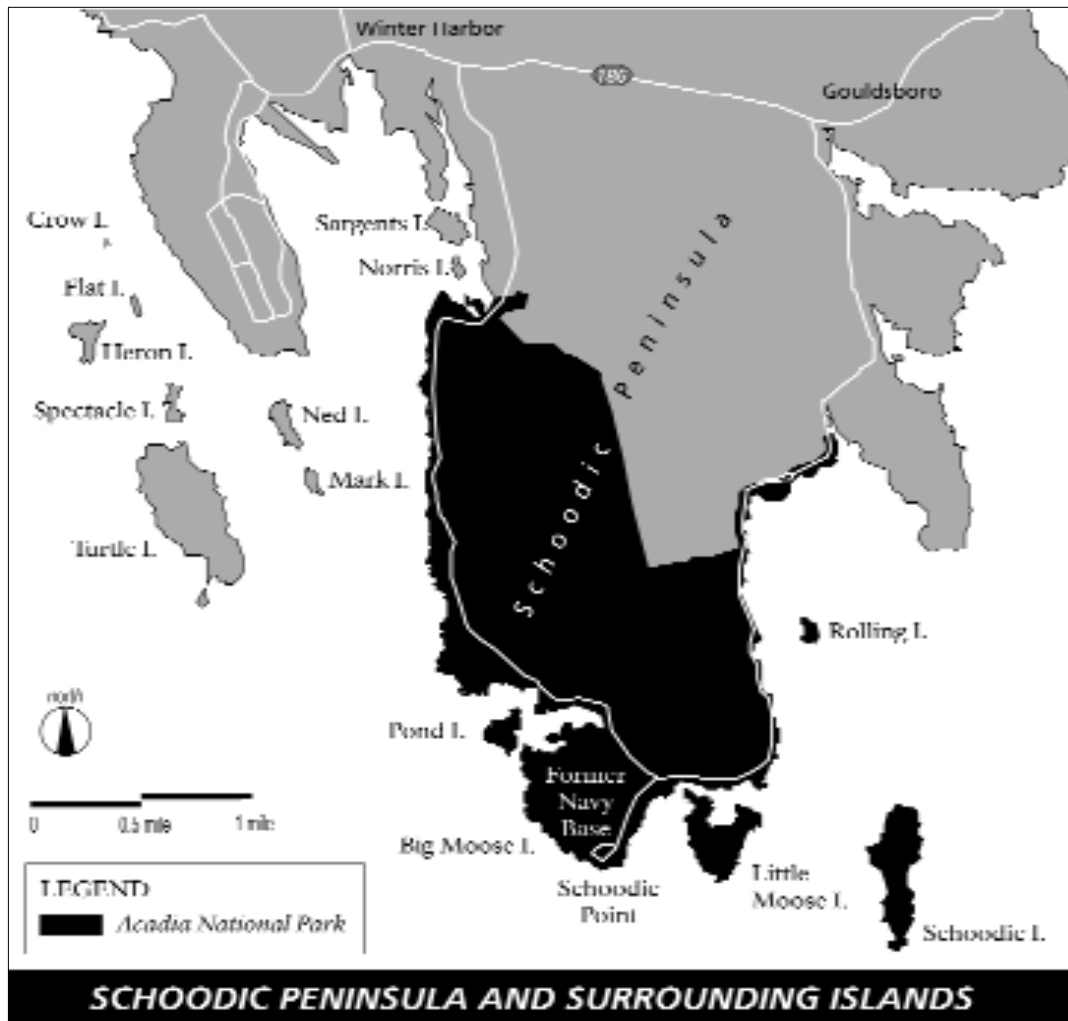 Winter Harbor
186
Gouldsboro
Crow I.
Sargents I.
Norris I.
Flat I.
Heron I.
Spectacle I.
Ned I.
Mark I.
Turtle I.
Schoodic Peninsula
Rolling I.
north
Pond I.
Former
Navy
Base
0 0.5 mile 1 mile
Big Moose I.
Schoodic
Point
Little
Moose I.
Schoodic I.
LEGEND
Acadia National Park
SCHOODIC PENINSULA AND SURROUNDING ISLANDS